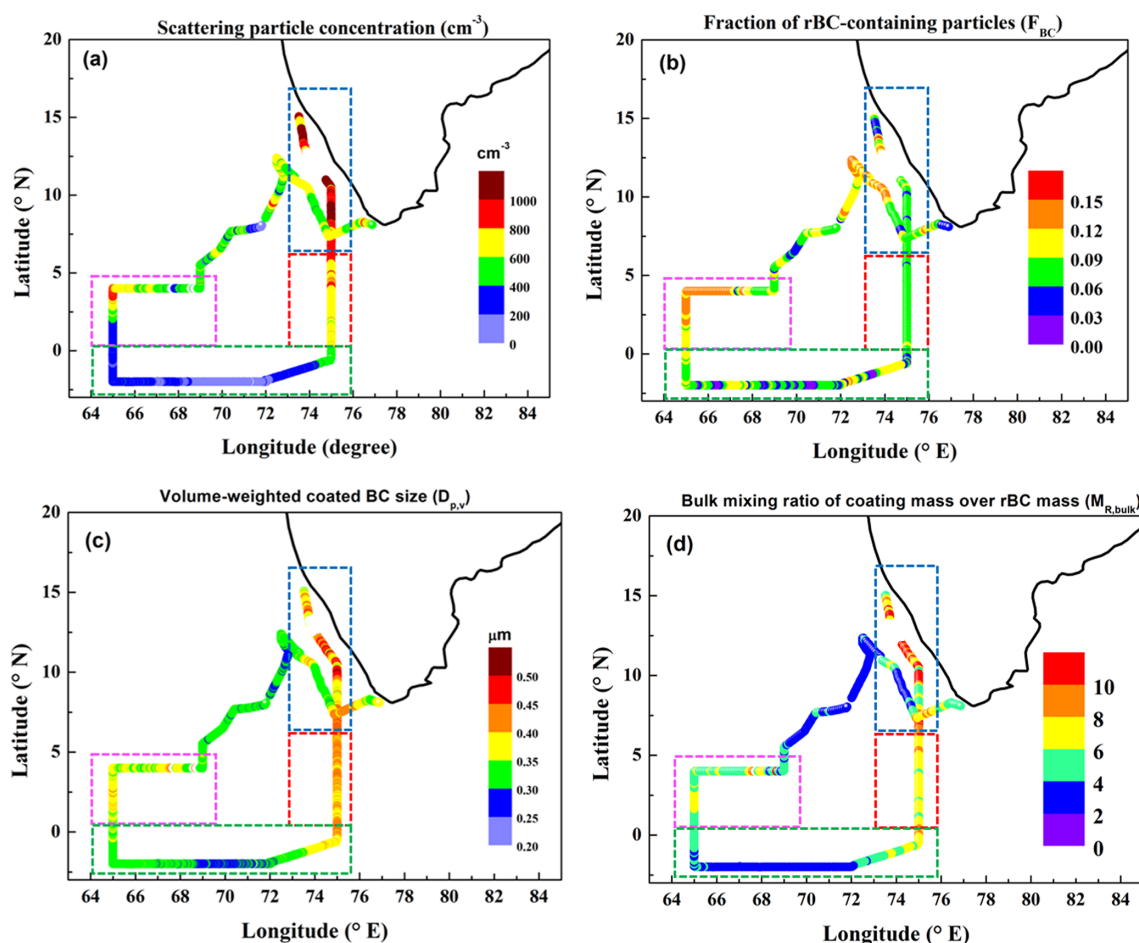 Scattering particle concentration (cm⁻³)
(a)
Latitude (° N)
20
15
10
5
0
cm⁻³
1000
800
600
400
200
0
64 66 68 70 72 74 76 78 80 82 84
Longitude (degree)
Fraction of rBC-containing particles (F_BC)
(b)
Latitude (° N)
20
15
10
5
0
0.15
0.12
0.09
0.06
0.03
0.00
64 66 68 70 72 74 76 78 80 82 84
Longitude (° E)
Volume-weighted coated BC size (D_p,v)
(c)
Latitude (° N)
20
15
10
5
0
μm
0.50
0.45
0.40
0.35
0.30
0.25
0.20
64 66 68 70 72 74 76 78 80 82 84
Longitude (° E)
Bulk mixing ratio of coating mass over rBC mass (M_R,bulk)
(d)
Latitude (° N)
20
15
10
5
0
10
8
6
4
2
0
64 66 68 70 72 74 76 78 80 82 84
Longitude (° E)